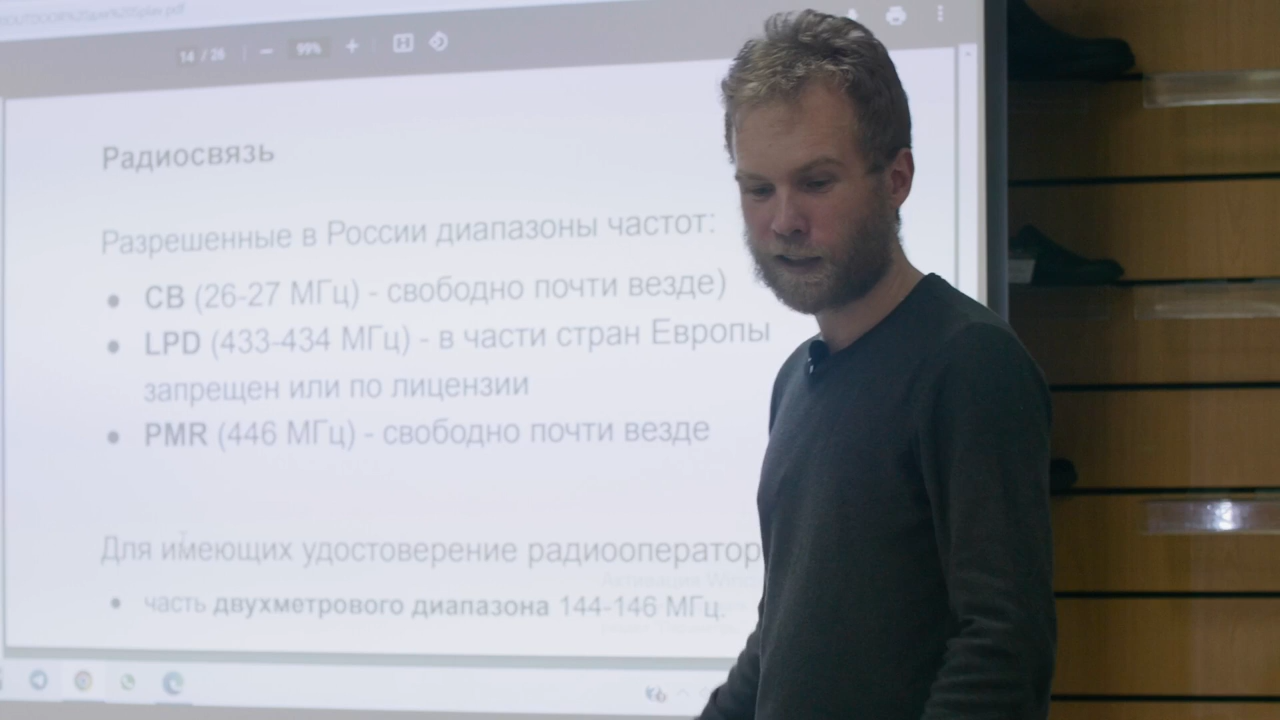 14 / 26
99%
Радиосвязь
Разрешенные в России диапазоны частот:
СВ (26-27 МГц) - свободно почти везде)
LPD (433-434 МГц) - в части стран Европы
запрещен или по лицензии
PMR (446 МГц) - свободно почти везде
Для имеющих удостоверение радиооператор
часть двухметрового диапазона 144-146 МГц.